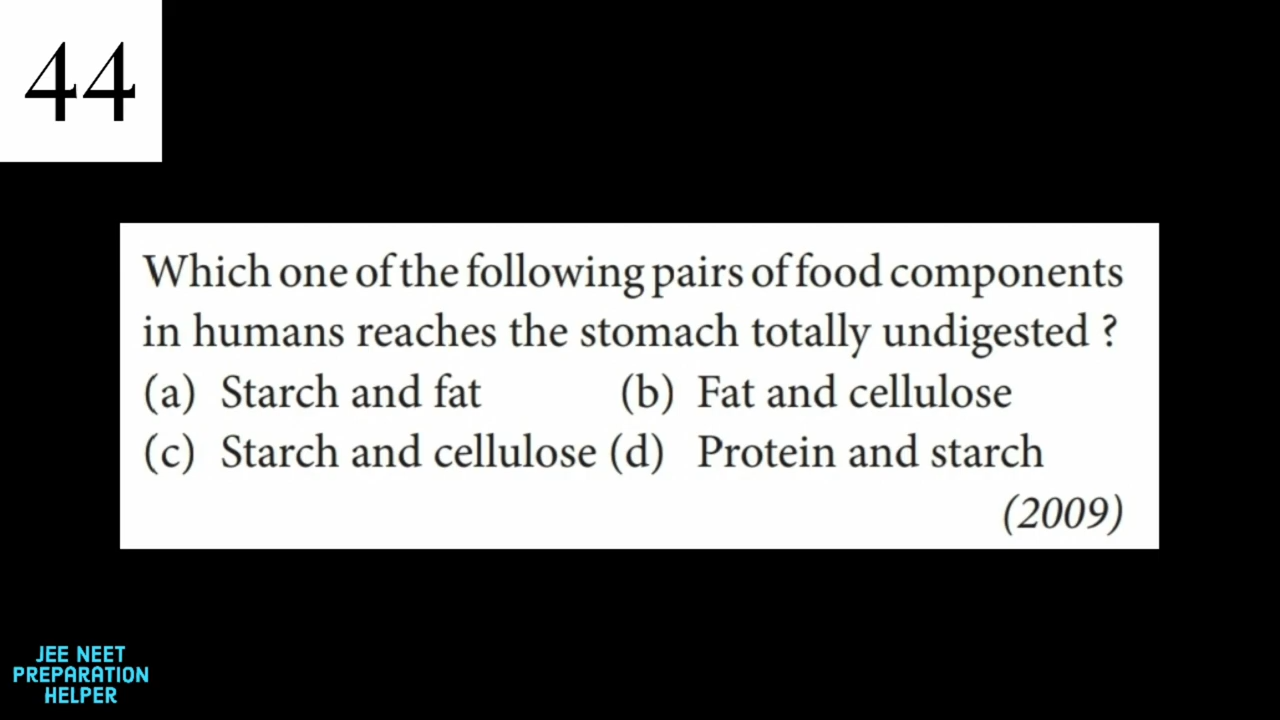 44
Which one of the following pairs of food components
in humans reaches the stomach totally undigested ?
(a) Starch and fat (b) Fat and cellulose
(c) Starch and cellulose (d) Protein and starch
(2009)
JEE NEET
PREPARATION
HELPER